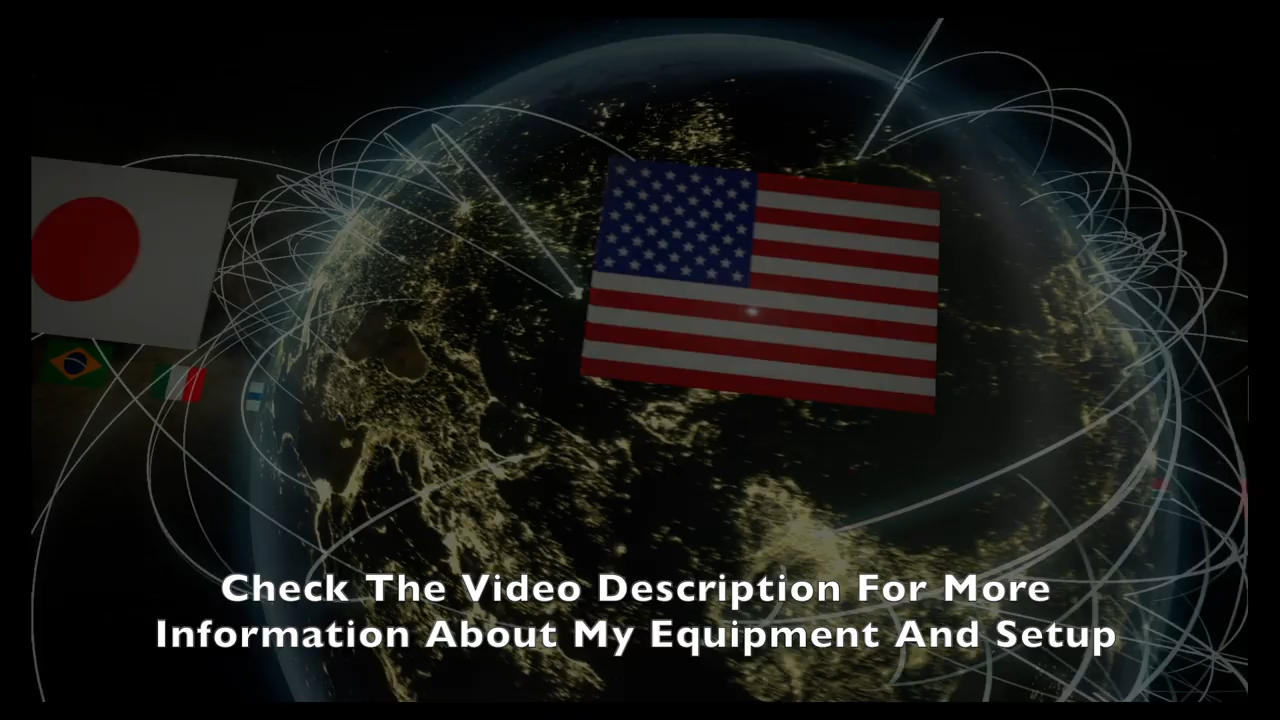 Check The Video Description For More
Information About My Equipment And Setup